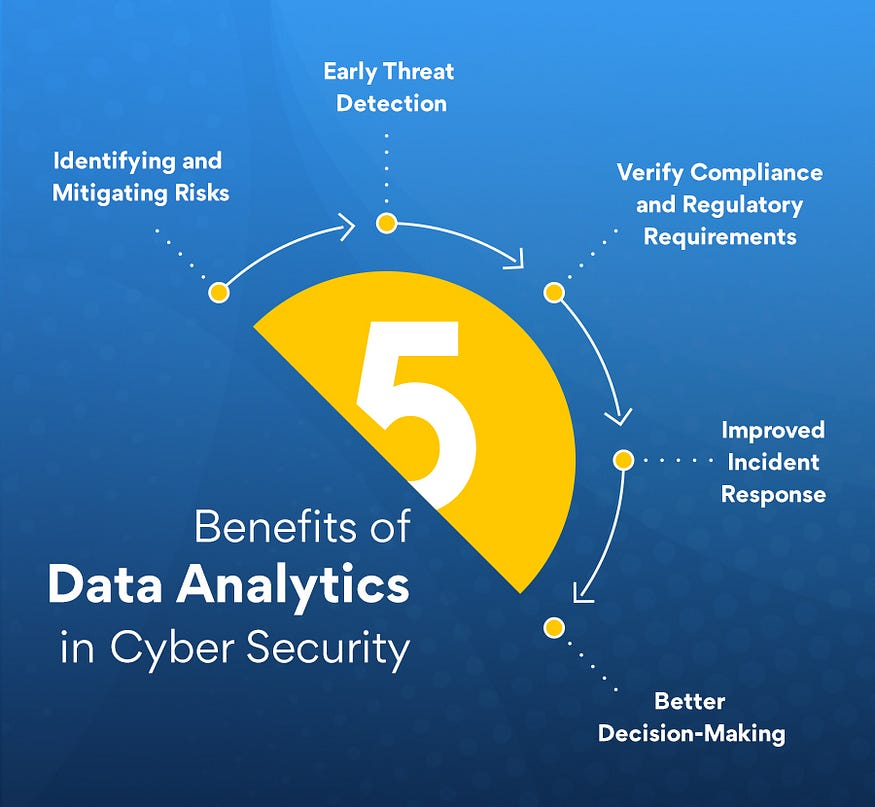 Early Threat
Detection
Identifying and
Mitigating Risks
Verify Compliance
and Regulatory
Requirements
5
Improved
Incident
Response
Benefits of
Data Analytics
in Cyber Security
Better
Decision-Making